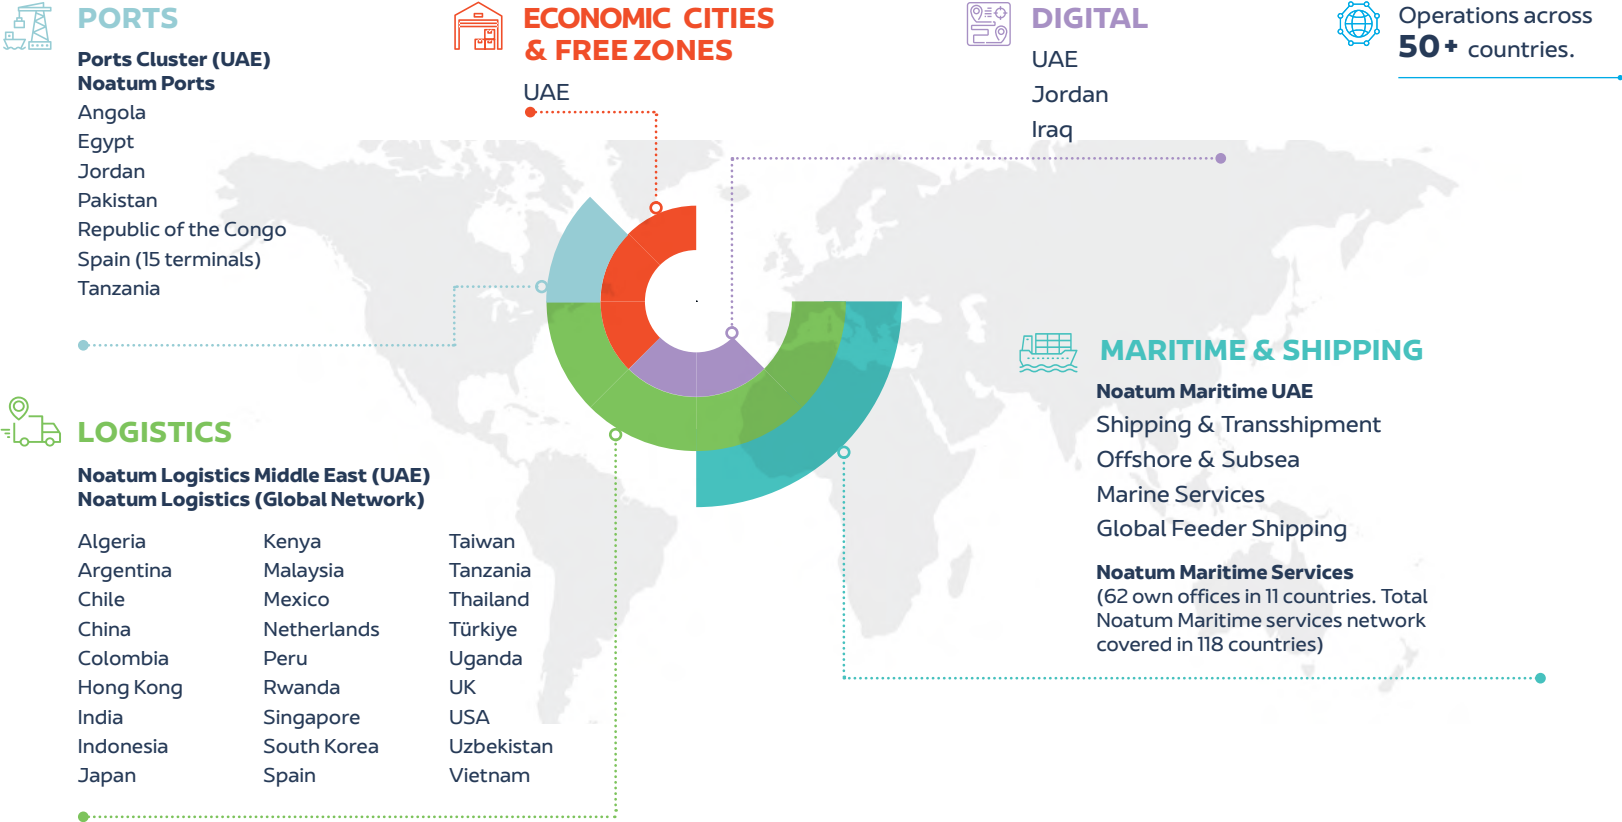 PORTS
Ports Cluster (UAE)
Noatum Ports
Angola
Egypt
Jordan
Pakistan
Republic of the Congo
Spain (15 terminals)
Tanzania
ECONOMIC CITIES
& FREE ZONES
UAE
DIGITAL
UAE
Jordan
Iraq
Operations across
50+ countries.
LOGISTICS
Noatum Logistics Middle East (UAE)
Noatum Logistics (Global Network)
Algeria
Argentina
Chile
China
Colombia
Hong Kong
India
Indonesia
Japan
Kenya
Malaysia
Mexico
Netherlands
Peru
Rwanda
Singapore
South Korea
Spain
Taiwan
Tanzania
Thailand
Türkiye
Uganda
UK
USA
Uzbekistan
Vietnam
MARITIME & SHIPPING
Noatum Maritime UAE
Shipping & Transshipment
Offshore & Subsea
Marine Services
Global Feeder Shipping
Noatum Maritime Services
(62 own offices in 11 countries. Total
Noatum Maritime services network
covered in 118 countries)